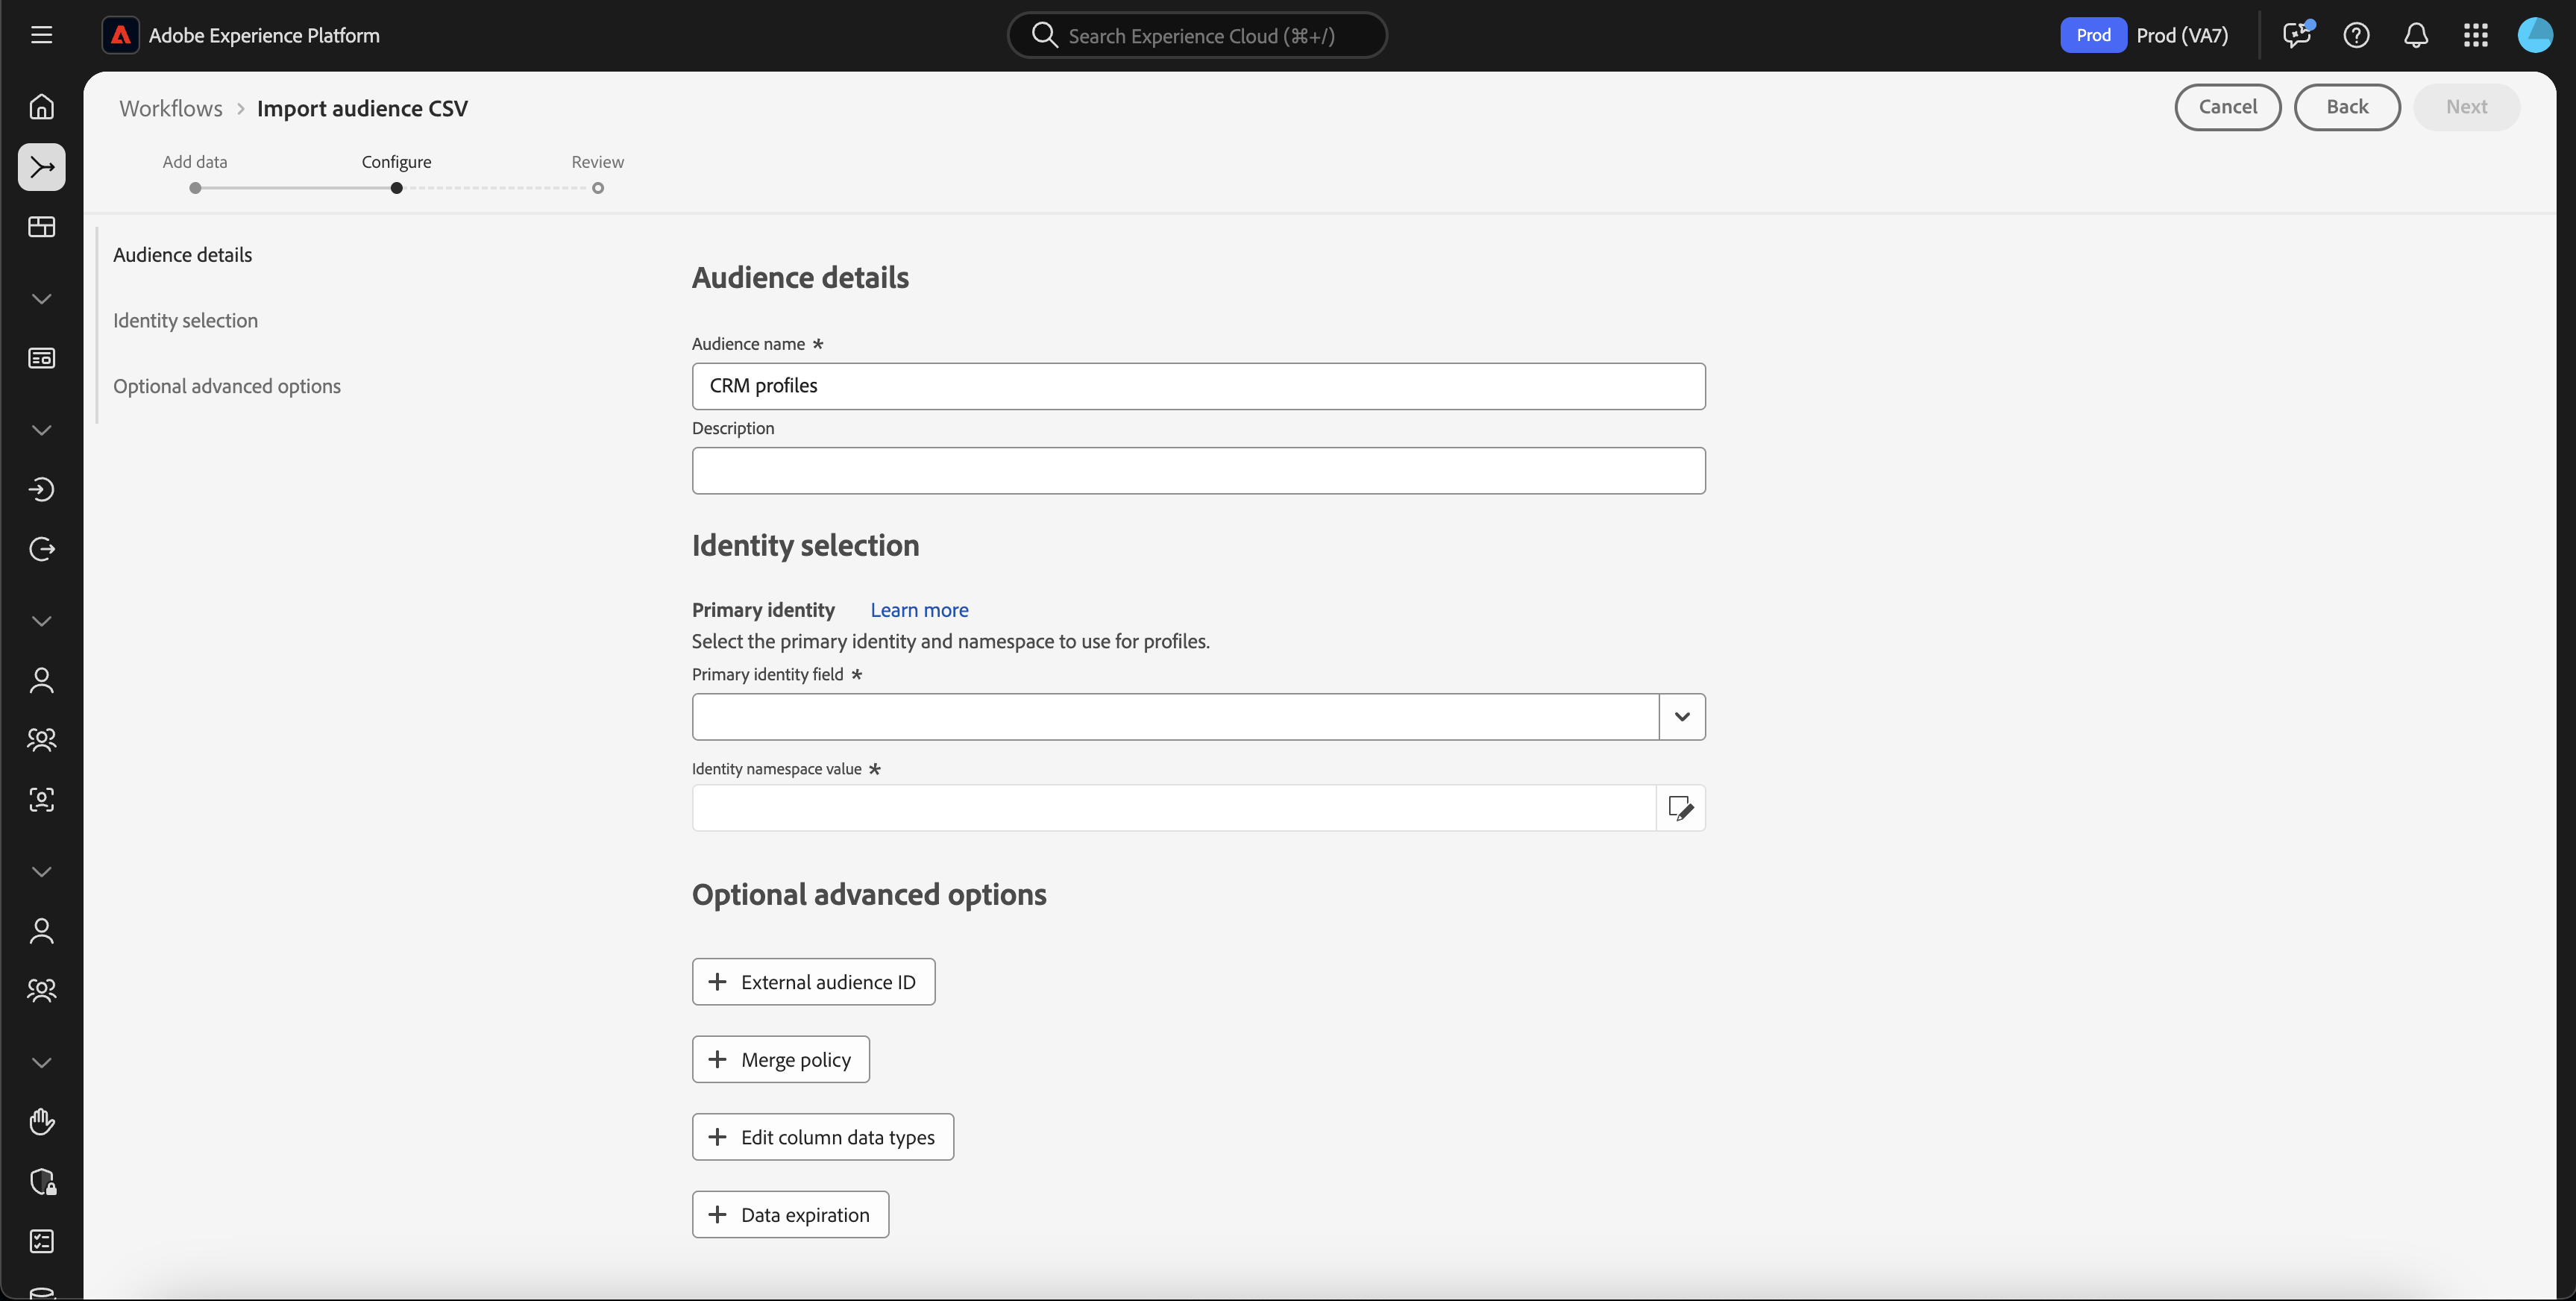 Adobe Experience Platform
Search Experience Cloud (⌘+/)
Prod
Prod (VA7)
Workflows
Import audience CSV
Cancel
Back
Next
Add data
Configure
Review
Audience details
Identity selection
Optional advanced options
Audience details
Audience name *
CRM profiles
Description
Identity selection
Primary identity
Learn more
Select the primary identity and namespace to use for profiles.
Primary identity field *
Identity namespace value *
Optional advanced options
+ External audience ID
+ Merge policy
+ Edit column data types
+ Data expiration